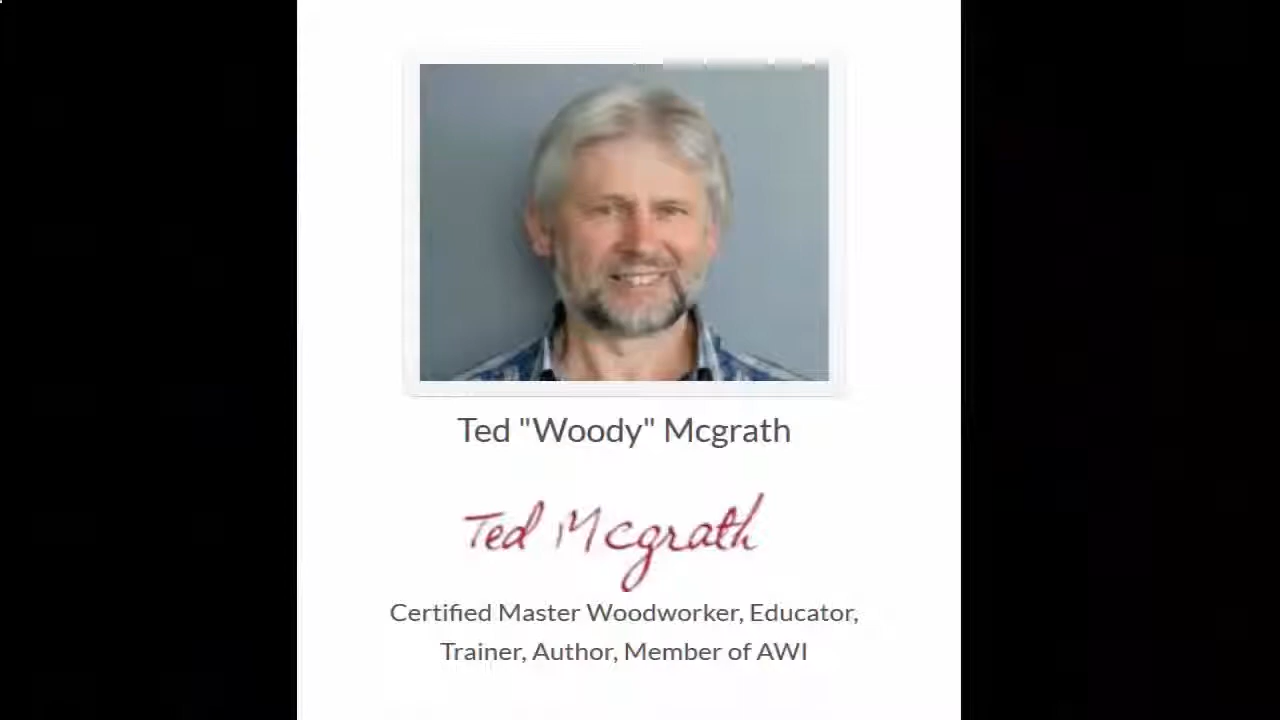 Ted "Woody" Mcgrath
Ted Mcgrath
Certified Master Woodworker, Educator,
Trainer, Author, Member of AWI